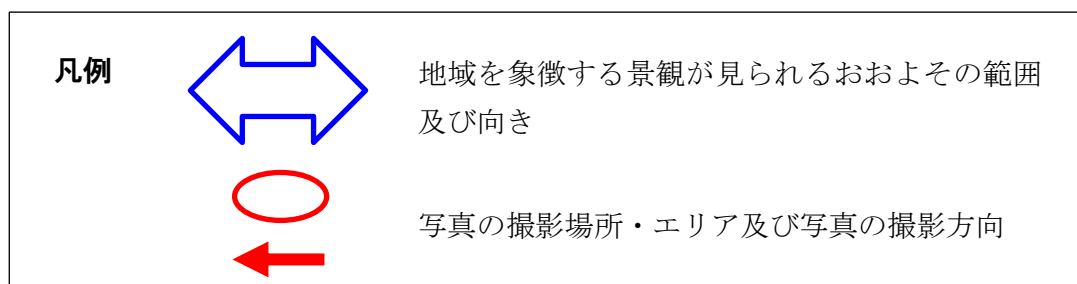 凡例
地域を象徴する景観が見られるおおよその範囲
及び向き
写真の撮影場所・エリア及び写真の撮影方向